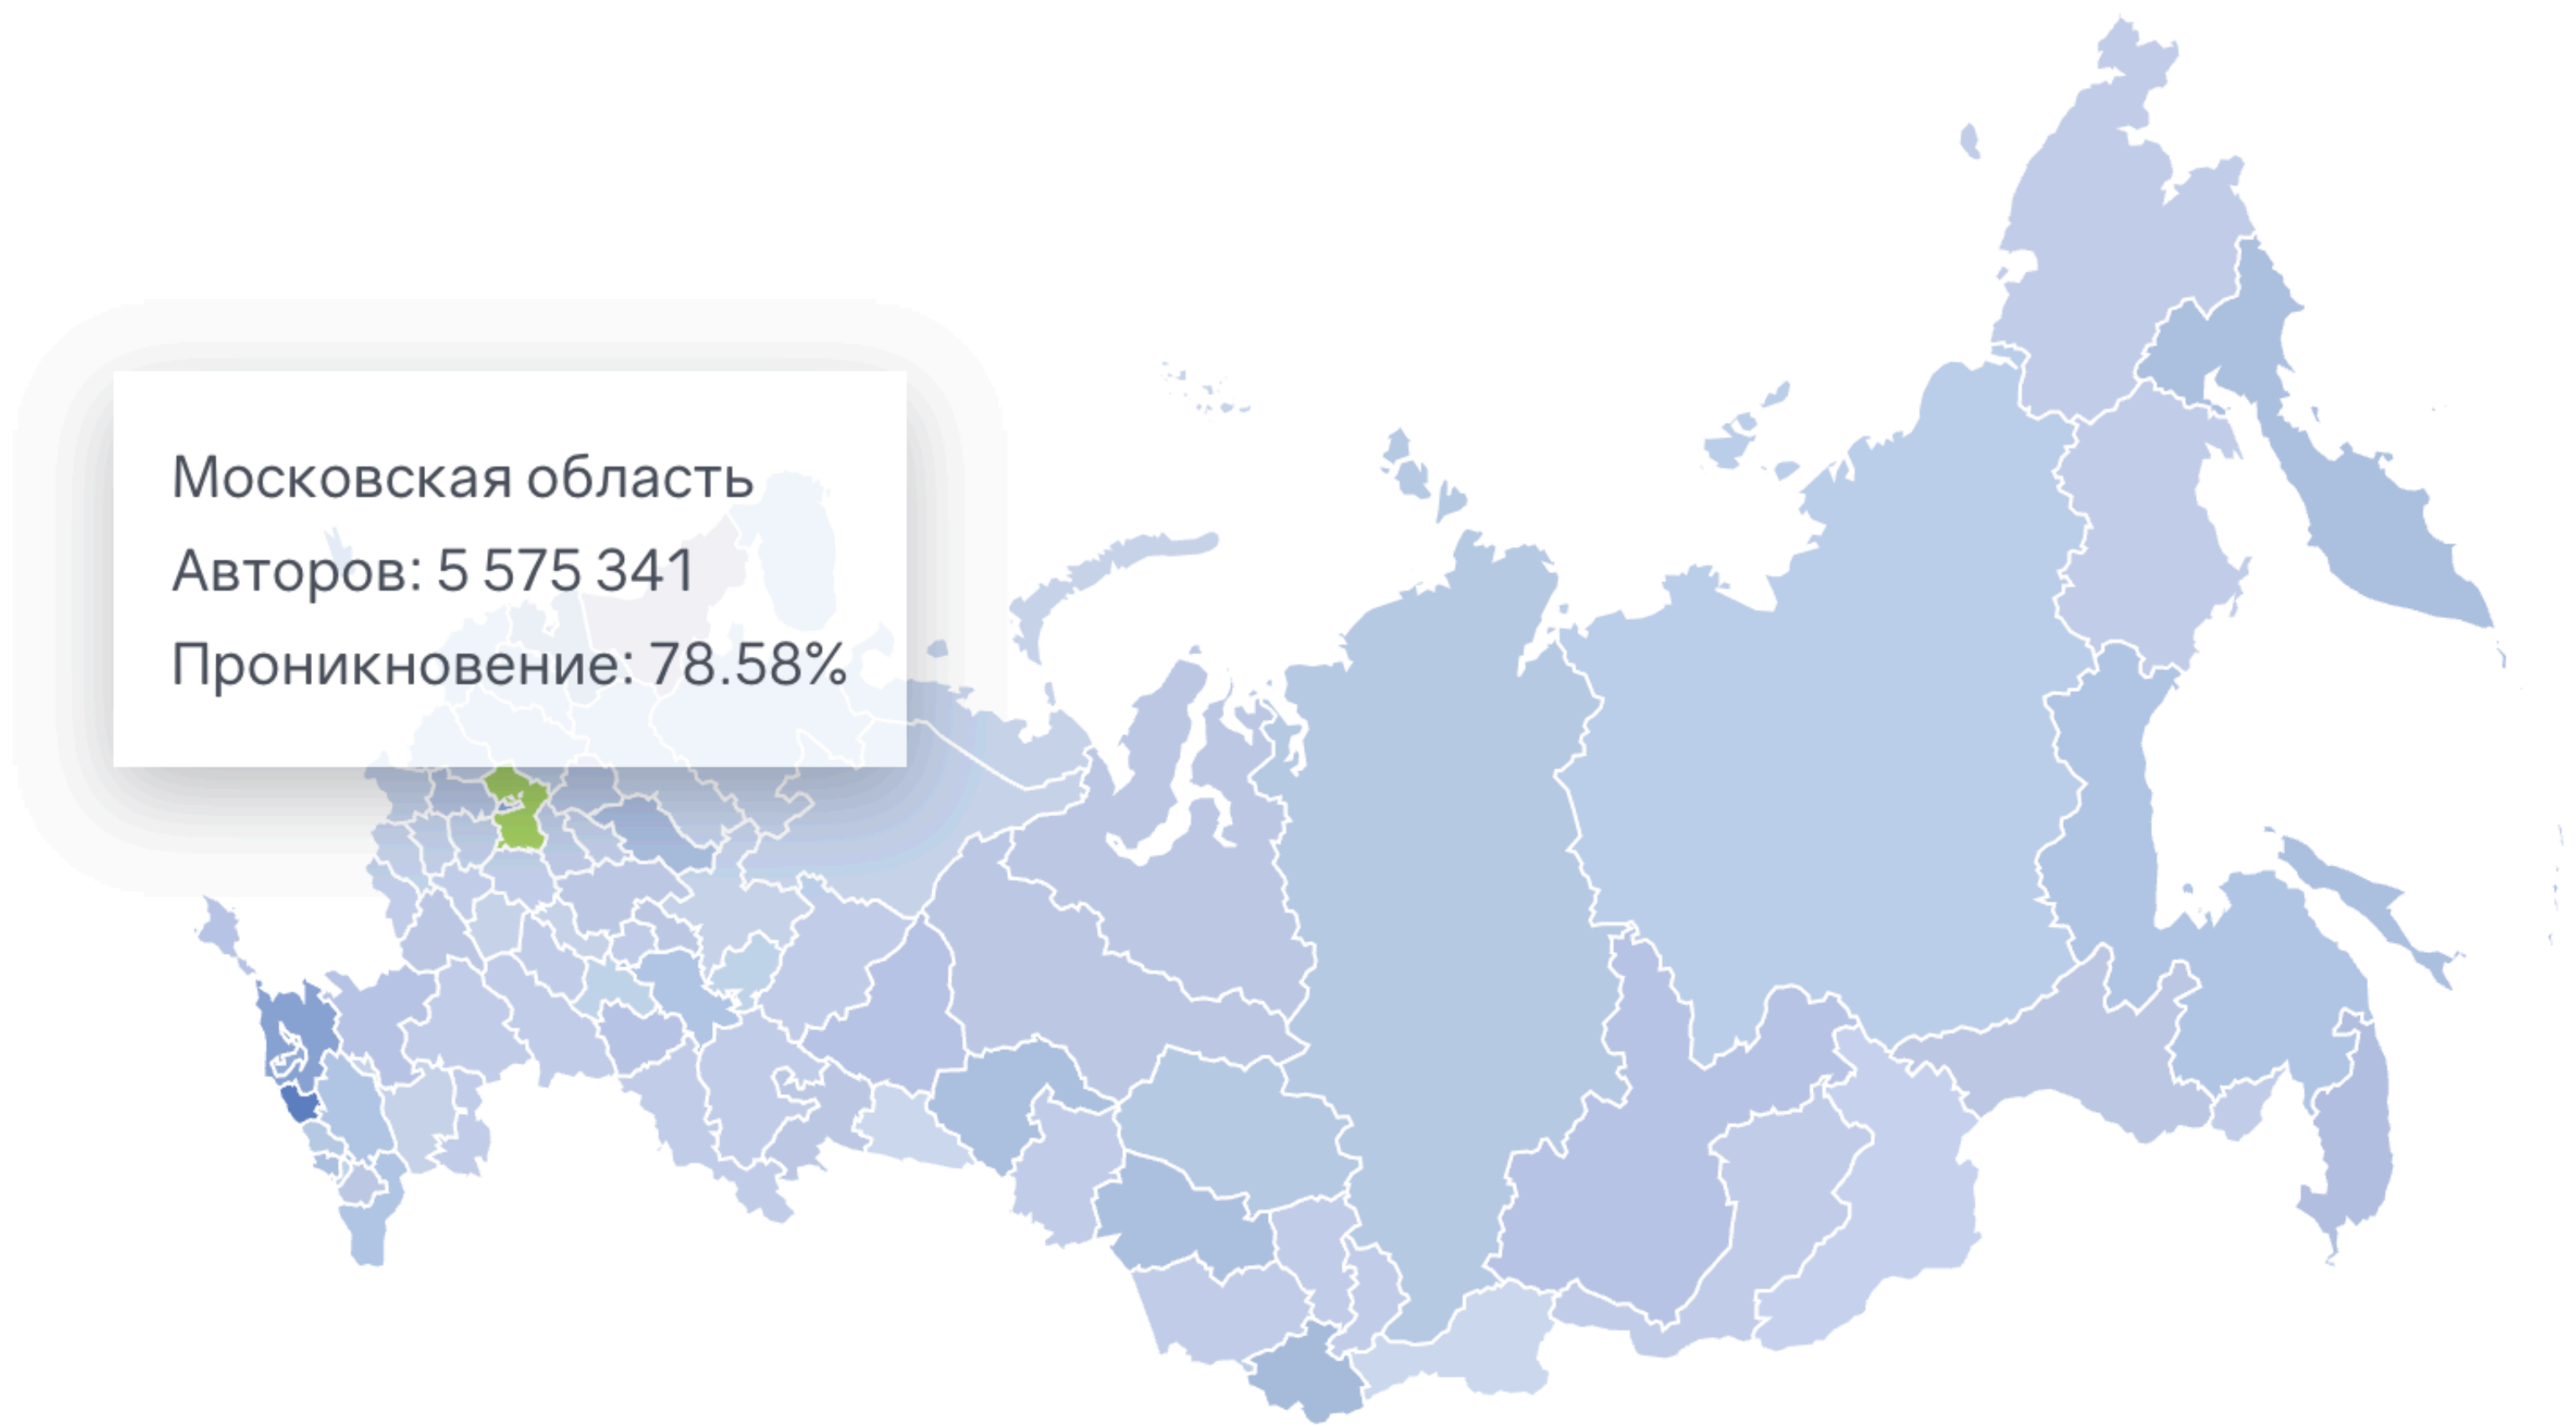 Московская область
Авторов: 5 575 341
Проникновение: 78.58%